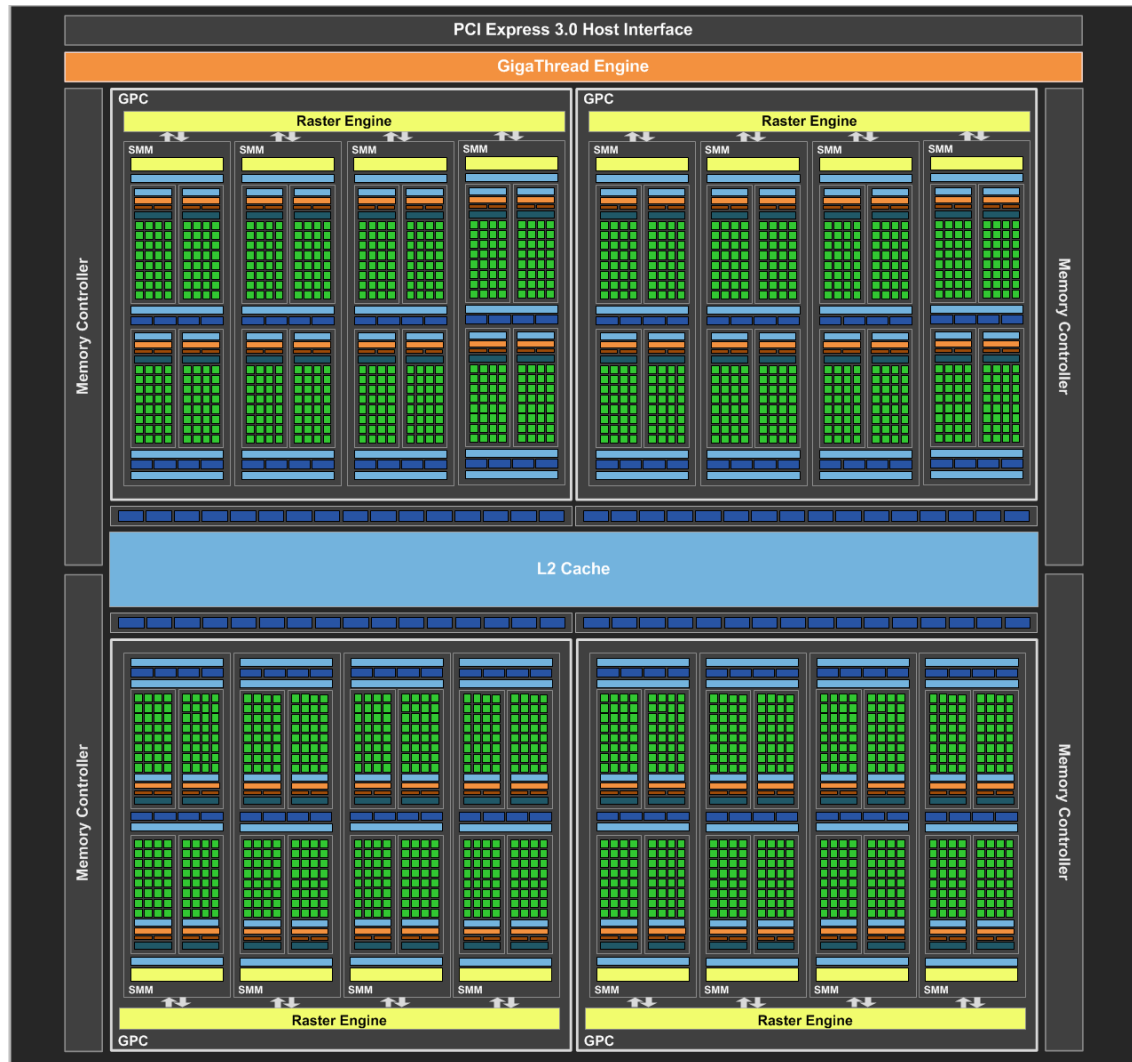 PCI Express 3.0 Host Interface
GigaThread Engine
GPC
GPC
Raster Engine
Raster Engine
SMM
SMM
SMM
SMM
SMM
SMM
SMM
SMM
Memory Controller
Memory Controller
L2 Cache
Memory Controller
Memory Controller
SMM
SMM
SMM
SMM
SMM
SMM
SMM
SMM
Raster Engine
Raster Engine
GPC
GPC